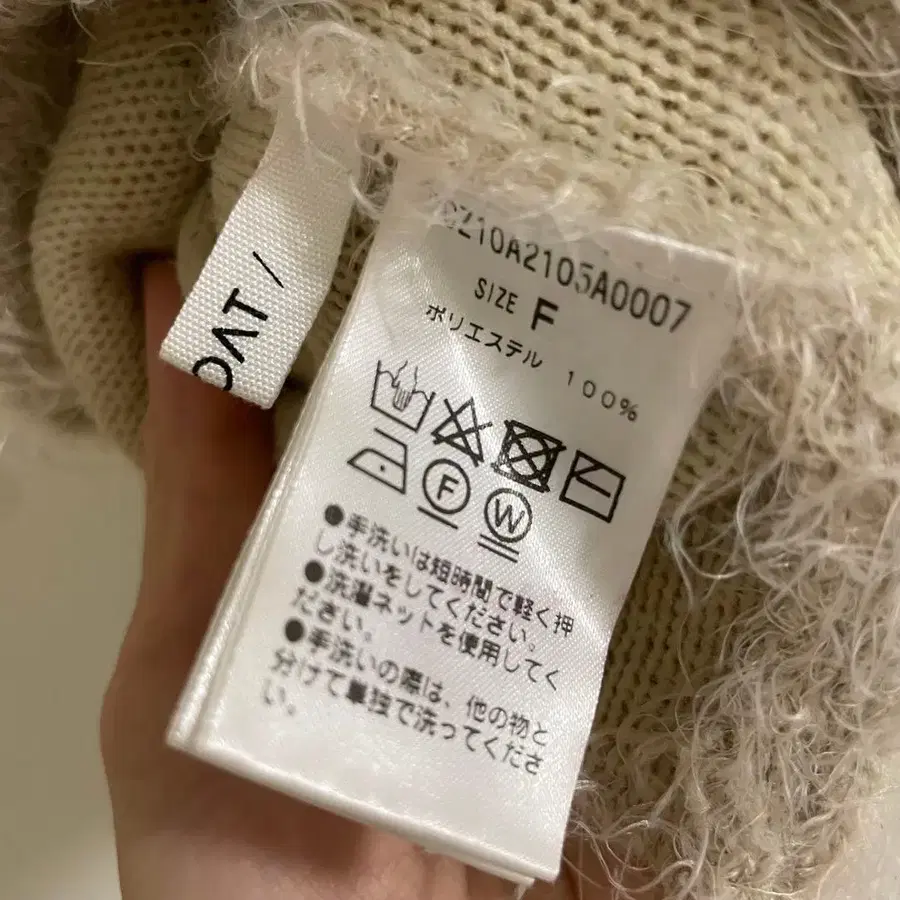 Z10A2105A0007
SIZE F
ポリエステル 100%
F
W
●手洗いは短時間で軽く押
し洗いをしてください。
●洗濯ネットを使用してく
ださい。
●手洗いの際は、他の物と
分けて単独で洗ってくださ
い。